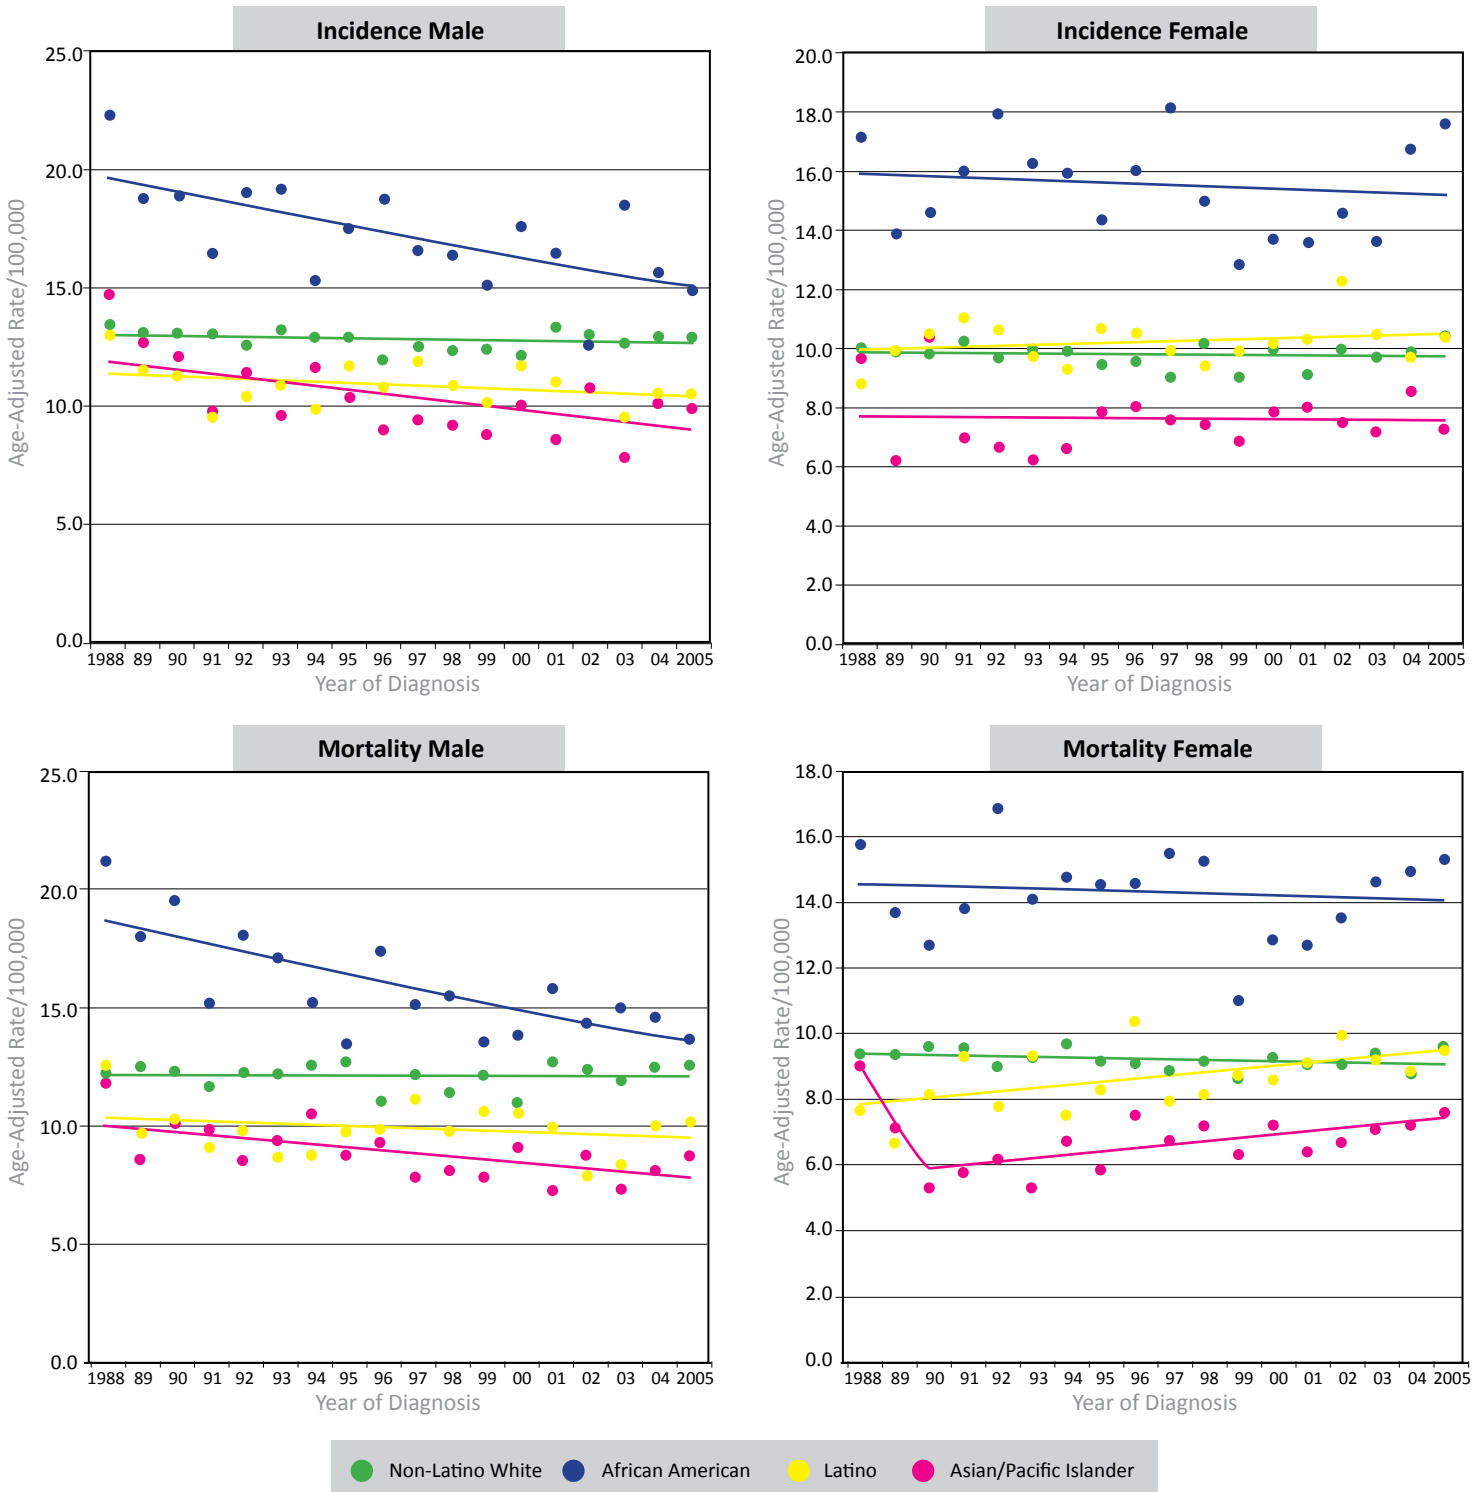 Incidence Male
Age-Adjusted Rate/100,000
25.0
20.0
15.0
10.0
5.0
0.0
1988 89 90 91 92 93 94 95 96 97 98 99 00 01 02 03 04 2005
Year of Diagnosis
Incidence Female
Age-Adjusted Rate/100,000
20.0
18.0
16.0
14.0
12.0
10.0
8.0
6.0
4.0
2.0
0.0
1988 89 90 91 92 93 94 95 96 97 98 99 00 01 02 03 04 2005
Year of Diagnosis
Mortality Male
Age-Adjusted Rate/100,000
25.0
20.0
15.0
10.0
5.0
0.0
1988 89 90 91 92 93 94 95 96 97 98 99 00 01 02 03 04 2005
Year of Diagnosis
Mortality Female
Age-Adjusted Rate/100,000
18.0
16.0
14.0
12.0
10.0
8.0
6.0
4.0
2.0
0.0
1988 89 90 91 92 93 94 95 96 97 98 99 00 01 02 03 04 2005
Year of Diagnosis
Non-Latino White African American Latino Asian/Pacific Islander